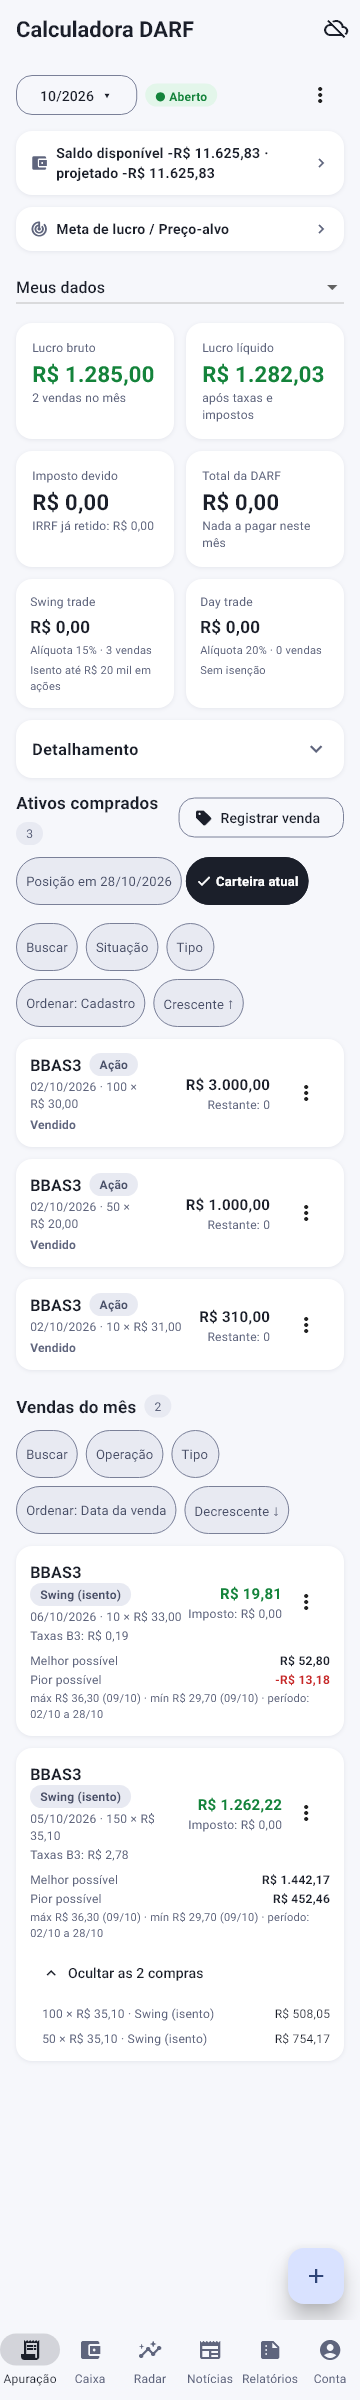 Calculadora DARF
10/2026
Aberto
Saldo disponível -R$ 11.625,83 ·
projetado -R$ 11.625,83
Meta de lucro / Preço-alvo
Meus dados
Lucro bruto
R$ 1.285,00
2 vendas no mês
Lucro líquido
R$ 1.282,03
após taxas e
impostos
Imposto devido
R$ 0,00
IRRF já retido: R$ 0,00
Total da DARF
R$ 0,00
Nada a pagar neste
mês
Swing trade
R$ 0,00
Alíquota 15% · 3 vendas
Isento até R$ 20 mil em
ações
Day trade
R$ 0,00
Alíquota 20% · 0 vendas
Sem isenção
Detalhamento
Ativos comprados
3
Registrar venda
Posição em 28/10/2026
Carteira atual
Buscar
Situação
Tipo
Ordenar: Cadastro
Crescente ↑
BBAS3
Ação
02/10/2026 · 100 ×
R$ 30,00
Vendido
R$ 3.000,00
Restante: 0
BBAS3
Ação
02/10/2026 · 50 ×
R$ 20,00
Vendido
R$ 1.000,00
Restante: 0
BBAS3
Ação
02/10/2026 · 10 × R$ 31,00
Vendido
R$ 310,00
Restante: 0
Vendas do mês
2
Buscar
Operação
Tipo
Ordenar: Data da venda
Decrescente ↓
BBAS3
Swing (isento)
06/10/2026 · 10 × R$ 33,00
Taxas B3: R$ 0,19
R$ 19,81
Imposto: R$ 0,00
Melhor possível
R$ 52,80
Pior possível
-R$ 13,18
máx R$ 36,30 (09/10) · mín R$ 29,70 (09/10) · período:
02/10 a 28/10
BBAS3
Swing (isento)
05/10/2026 · 150 × R$
35,10
Taxas B3: R$ 2,78
R$ 1.262,22
Imposto: R$ 0,00
Melhor possível
R$ 1.442,17
Pior possível
R$ 452,46
máx R$ 36,30 (09/10) · mín R$ 29,70 (09/10) · período:
02/10 a 28/10
Ocultar as 2 compras
100 × R$ 35,10 · Swing (isento)
R$ 508,05
50 × R$ 35,10 · Swing (isento)
R$ 754,17
+
Apuração
Caixa
Radar
Notícias
Relatórios
Conta